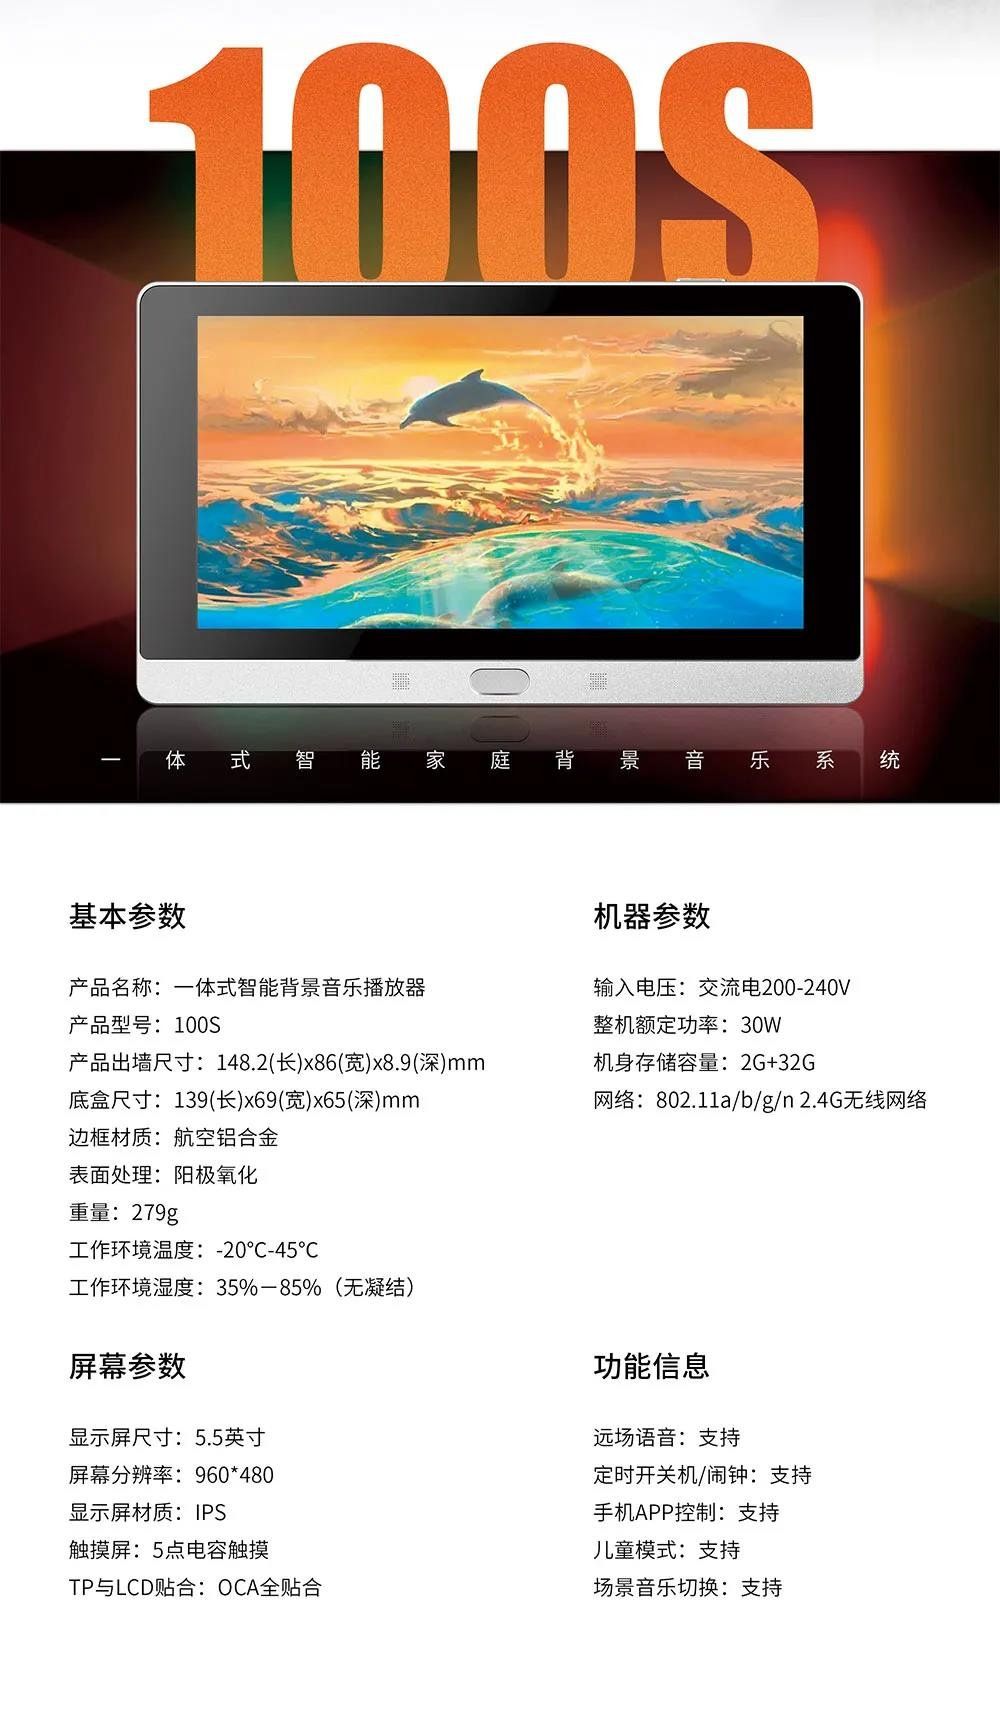 100S
一体式智能家庭背景音乐系统
基本参数
产品名称：一体式智能背景音乐播放器
产品型号：100S
产品出墙尺寸：148.2(长)x86(宽)x8.9(深)mm
底盒尺寸：139(长)x69(宽)x65(深)mm
边框材质：航空铝合金
表面处理：阳极氧化
重量：279g
工作环境温度：-20℃-45℃
工作环境湿度：35%－85%（无凝结）
机器参数
输入电压：交流电200-240V
整机额定功率：30W
机身存储容量：2G+32G
网络：802.11a/b/g/n 2.4G无线网络
屏幕参数
显示屏尺寸：5.5英寸
屏幕分辨率：960*480
显示屏材质：IPS
触摸屏：5点电容触摸
TP与LCD贴合：OCA全贴合
功能信息
远场语音：支持
定时开关机/闹钟：支持
手机APP控制：支持
儿童模式：支持
场景音乐切换：支持